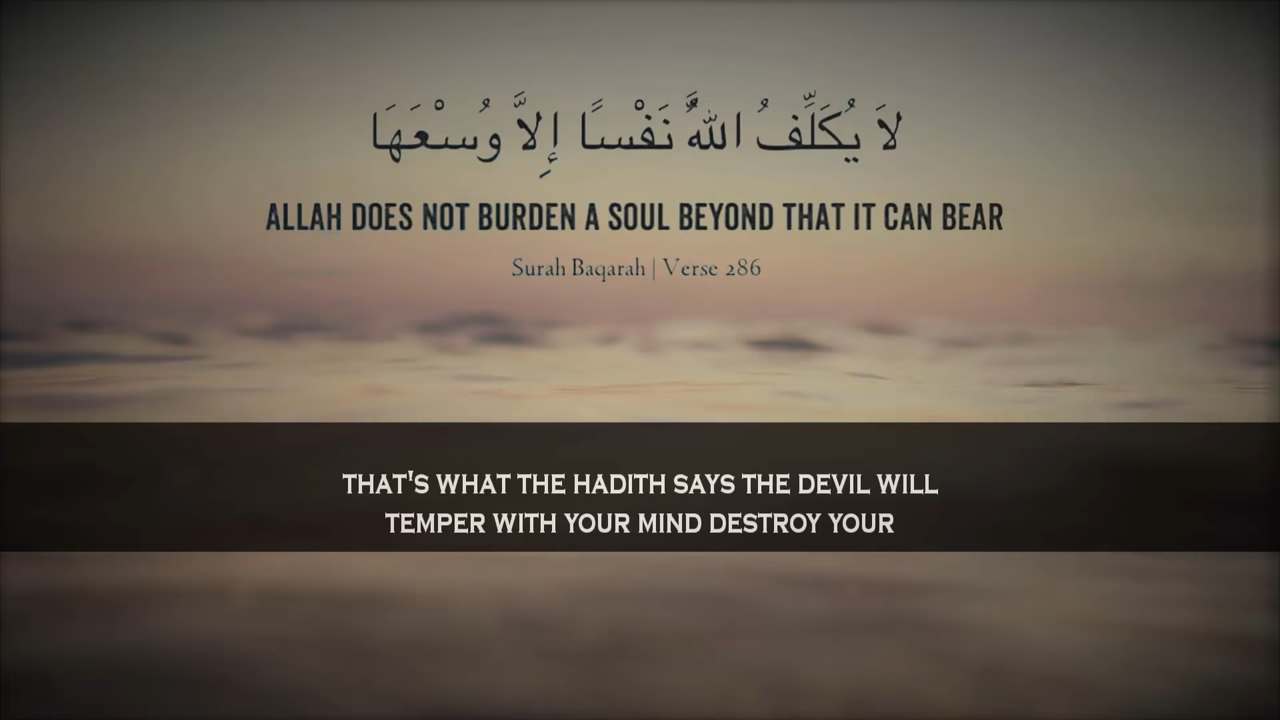 لاَ يُكَلِّفُ اللهُ نَفْسًا إِلاَّ وُسْعَهَا
ALLAH DOES NOT BURDEN A SOUL BEYOND THAT IT CAN BEAR
Surah Baqarah | Verse 286
THAT'S WHAT THE HADITH SAYS THE DEVIL WILL
TEMPER WITH YOUR MIND DESTROY YOUR